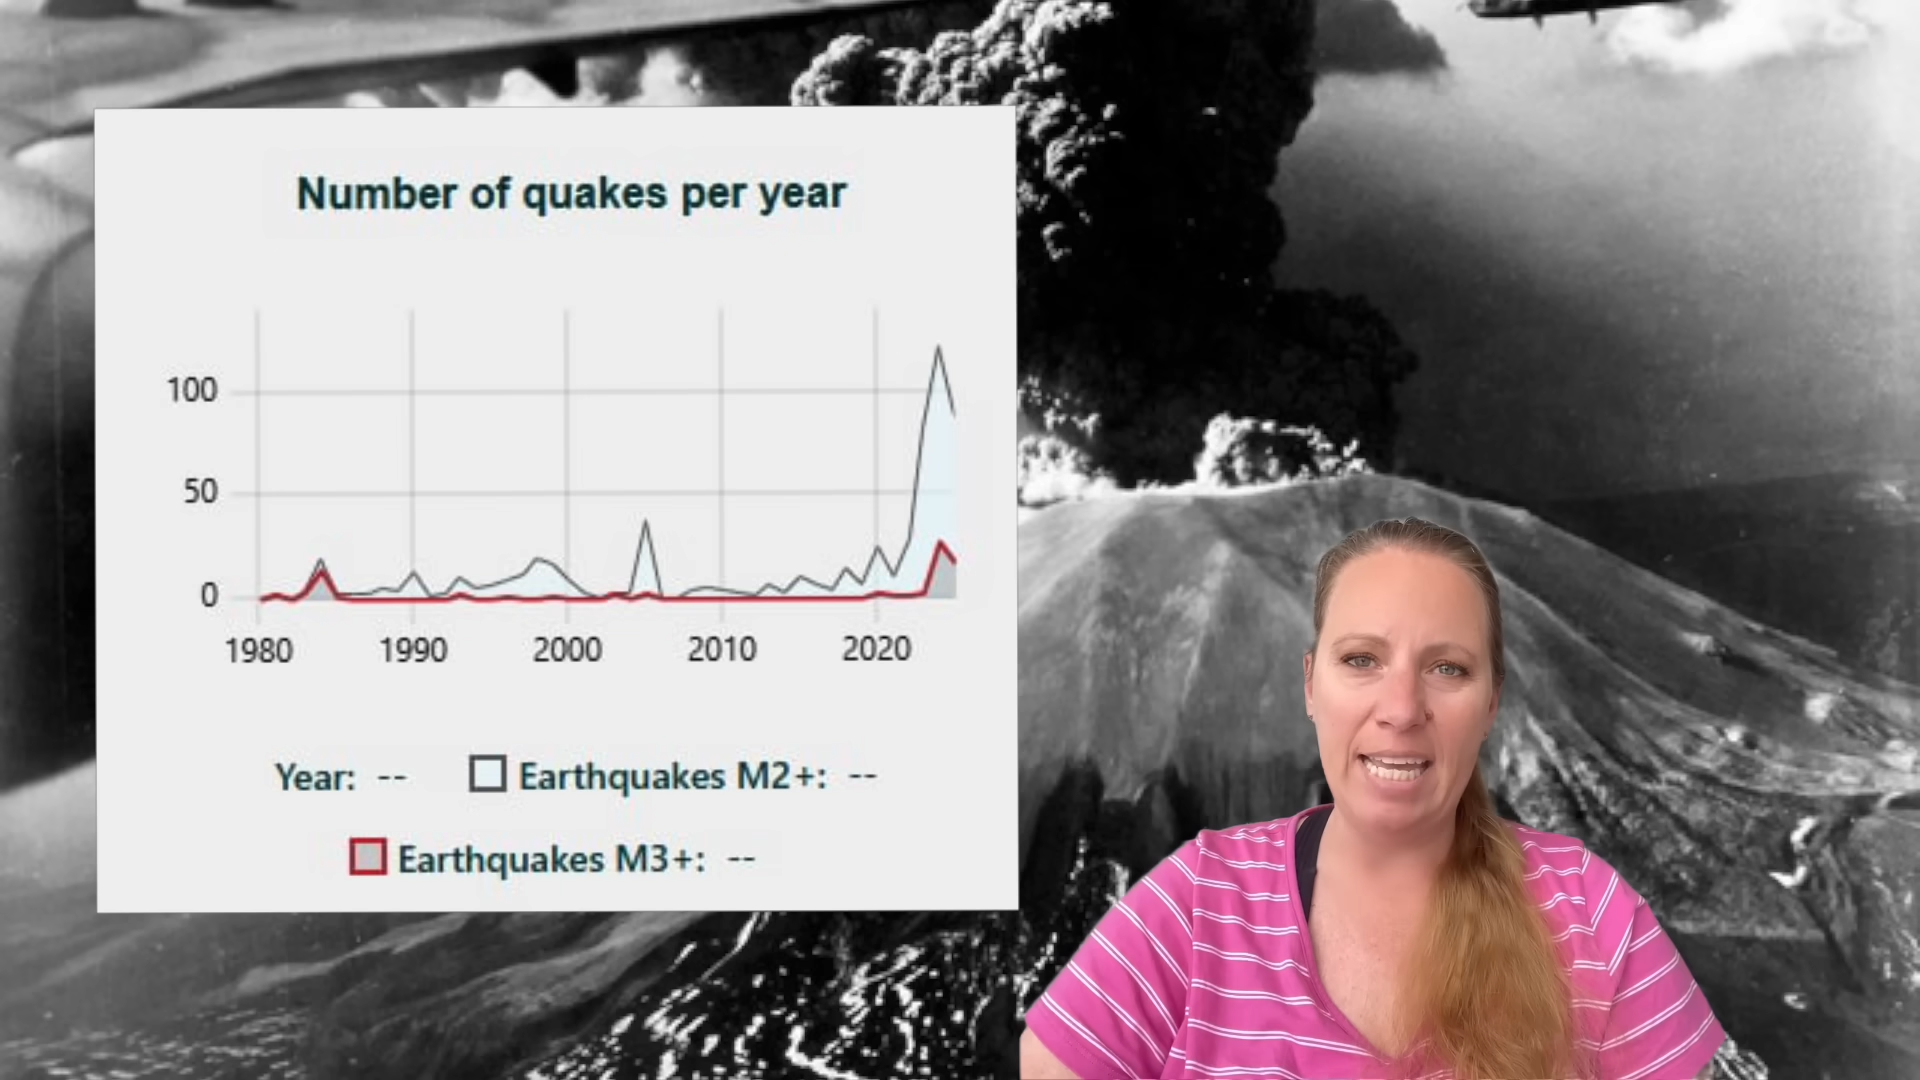 Number of quakes per year
100
50
0
1980 1990 2000 2010 2020
Year: -- Earthquakes M2+: --
Earthquakes M3+: --